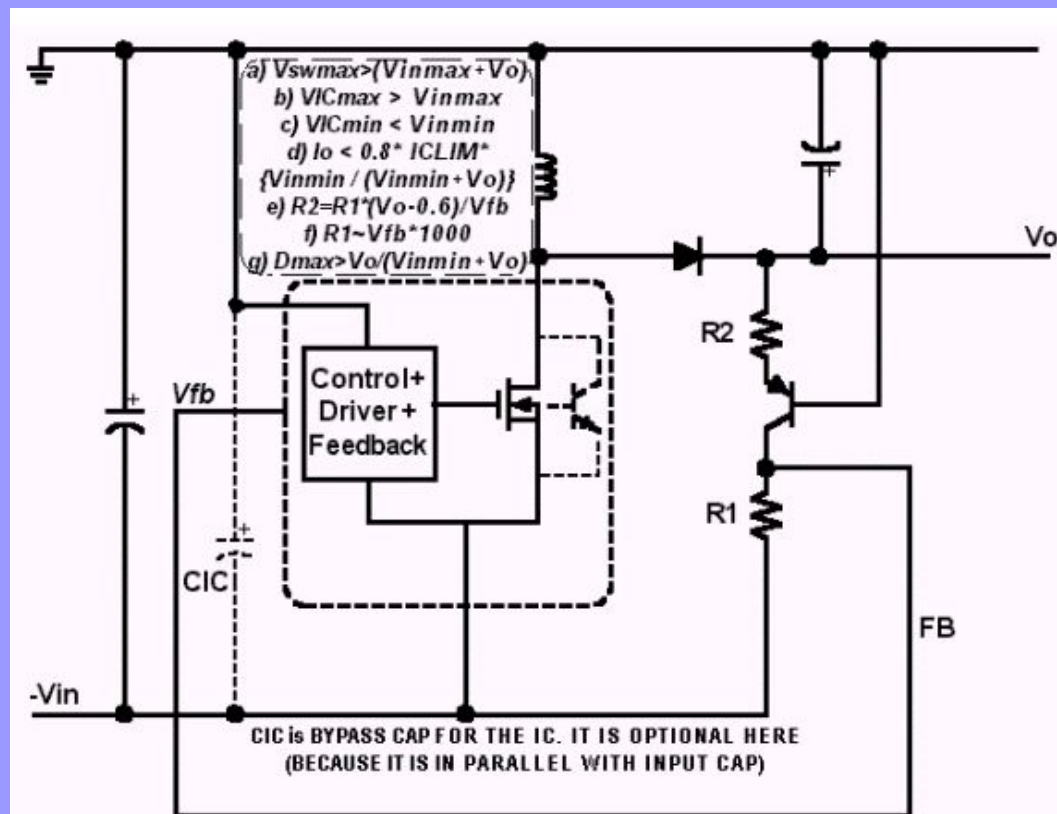 a) Vswmax>(Vinmax+Vo)
b) VICmax > Vinmax
c) VICmin < Vinmin
d) Io < 0.8* ICLIM*
{Vinmin / (Vinmin+Vo)}
e) R2=R1*(Vo-0.6)/Vfb
f) R1~Vfb*1000
g) Dmax>Vo/(Vinmin+Vo)
+
Vo
R2
+
Vfb
Control+
Driver+
Feedback
R1
+
CIC
FB
-Vin
CIC is BYPASS CAP FOR THE IC. IT IS OPTIONAL HERE
(BECAUSE IT IS IN PARALLEL WITH INPUT CAP)